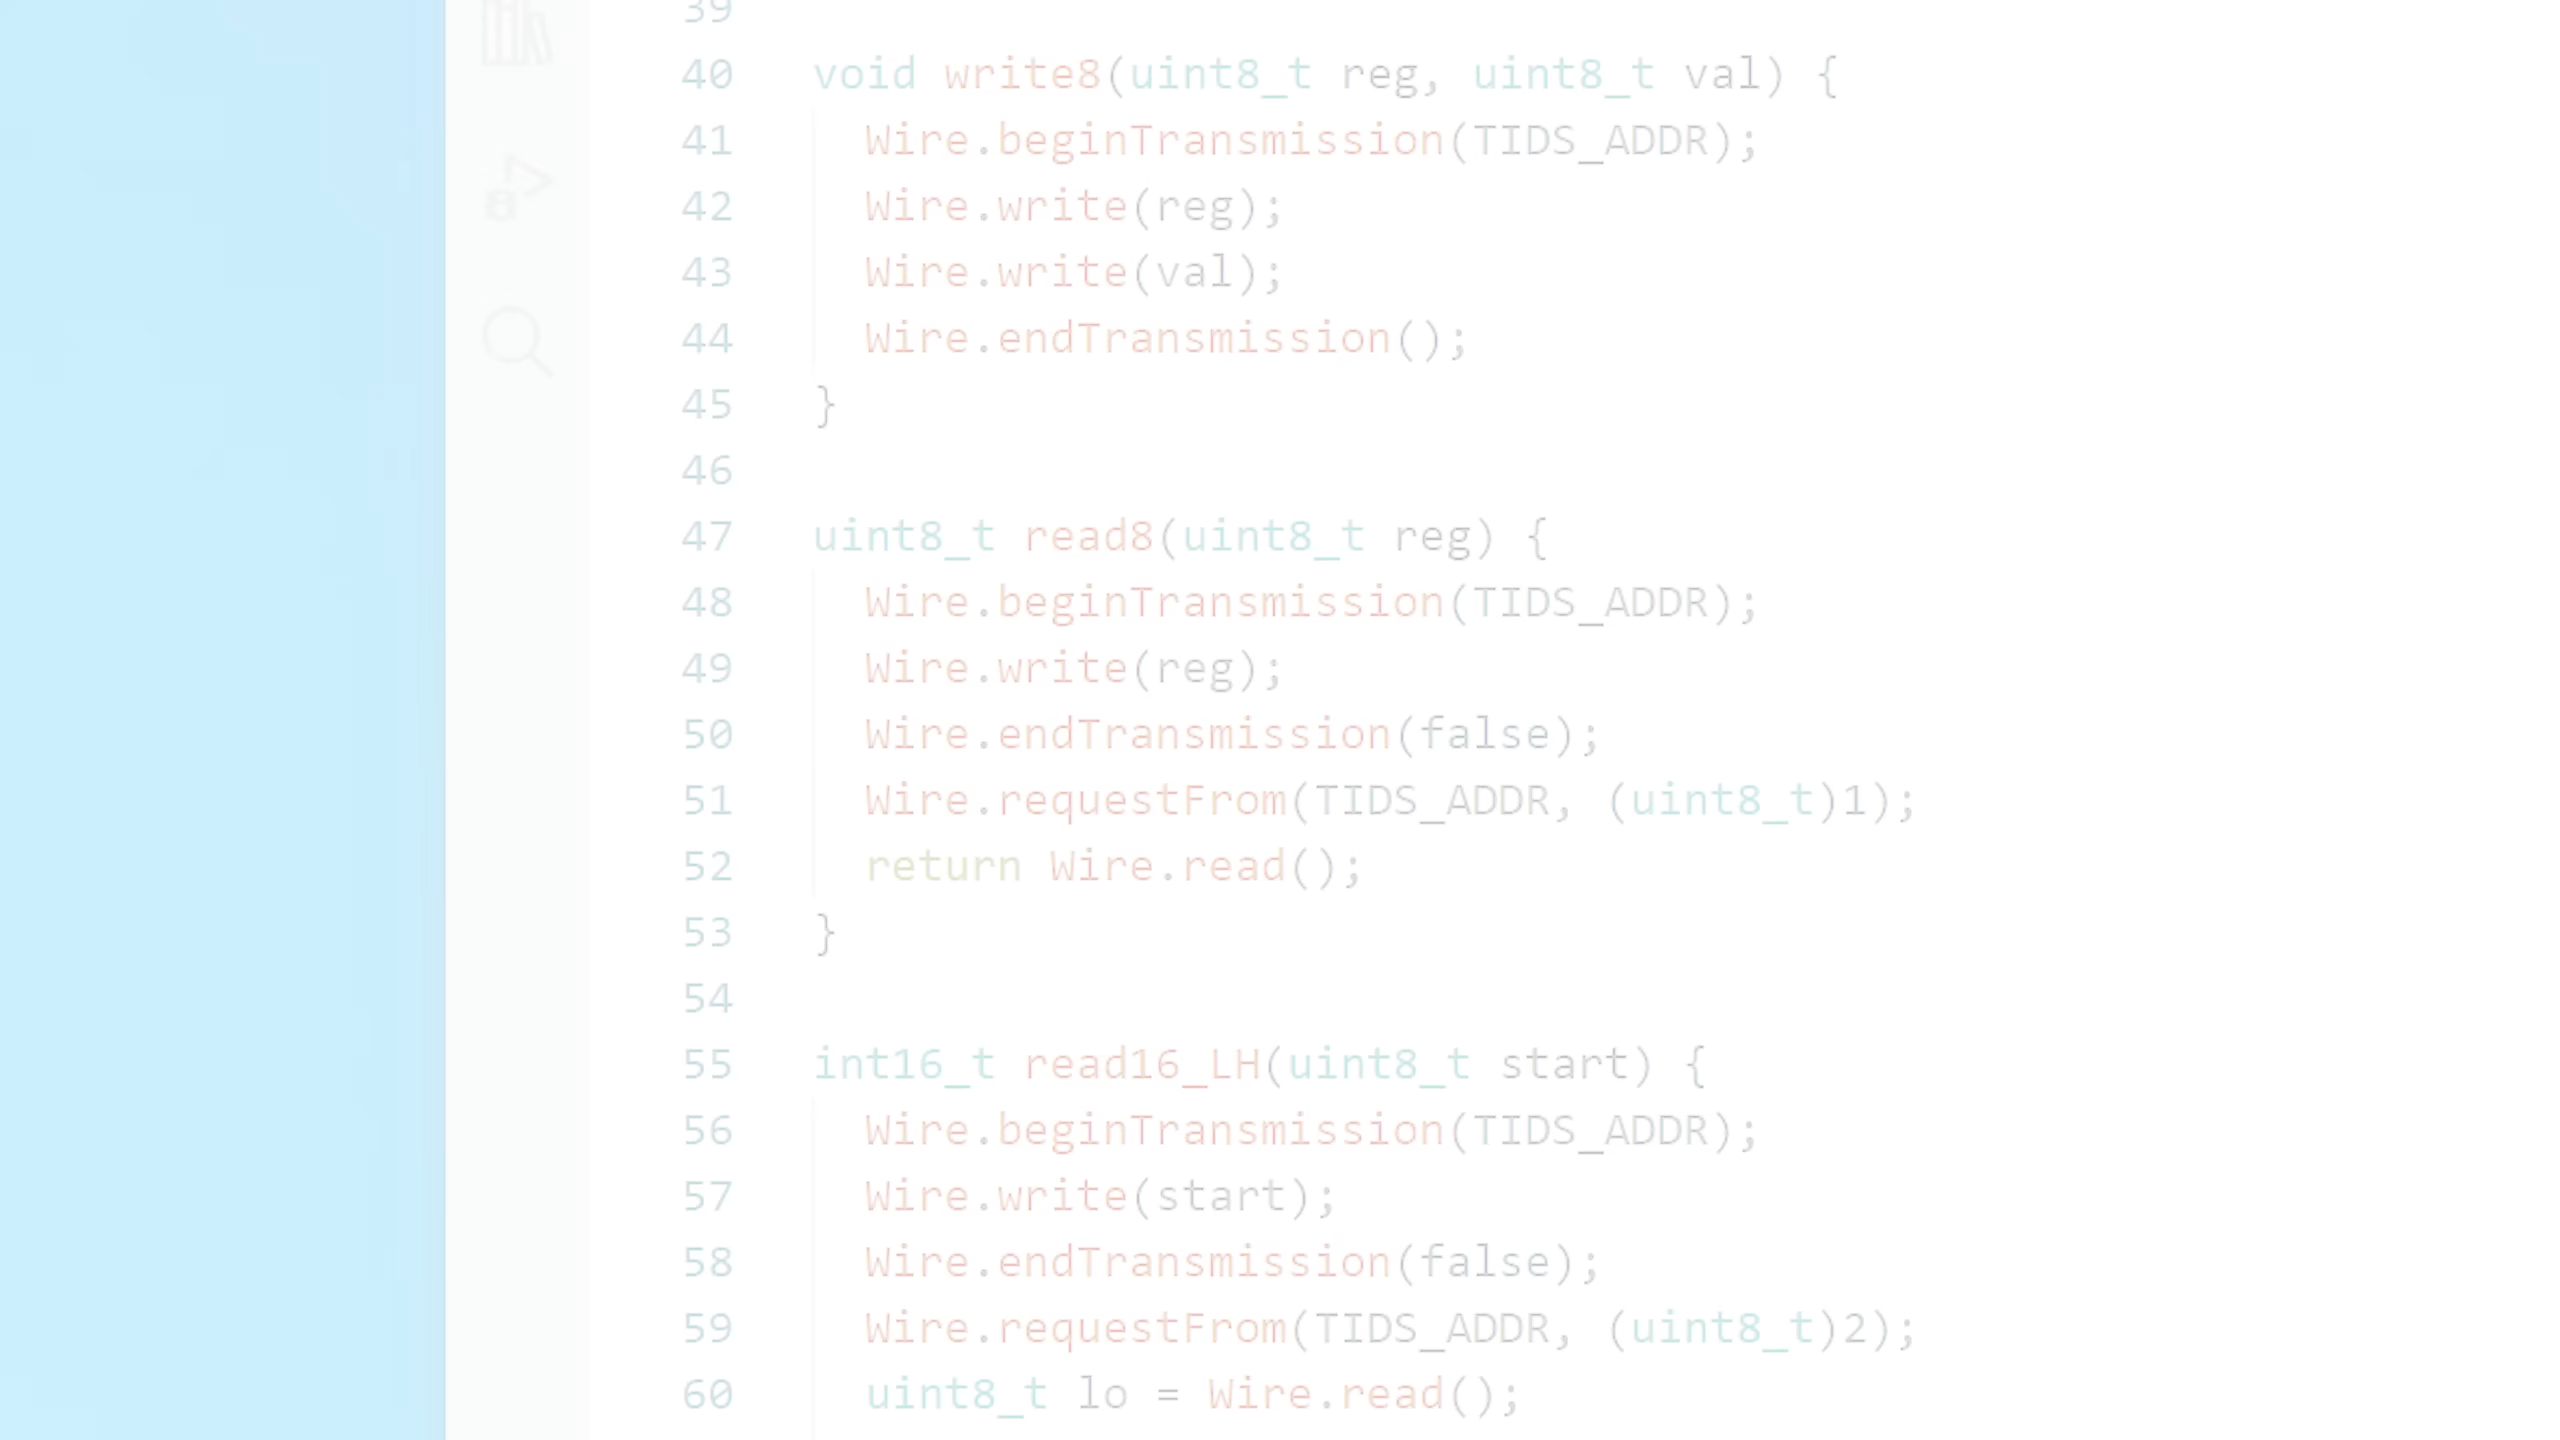 39
40 void write8(uint8_t reg, uint8_t val) {
41 Wire.beginTransmission(TIDS_ADDR);
42 Wire.write(reg);
43 Wire.write(val);
44 Wire.endTransmission();
45 }
46
47 uint8_t read8(uint8_t reg) {
48 Wire.beginTransmission(TIDS_ADDR);
49 Wire.write(reg);
50 Wire.endTransmission(false);
51 Wire.requestFrom(TIDS_ADDR, (uint8_t)1);
52 return Wire.read();
53 }
54
55 int16_t read16_LH(uint8_t start) {
56 Wire.beginTransmission(TIDS_ADDR);
57 Wire.write(start);
58 Wire.endTransmission(false);
59 Wire.requestFrom(TIDS_ADDR, (uint8_t)2);
60 uint8_t lo = Wire.read();